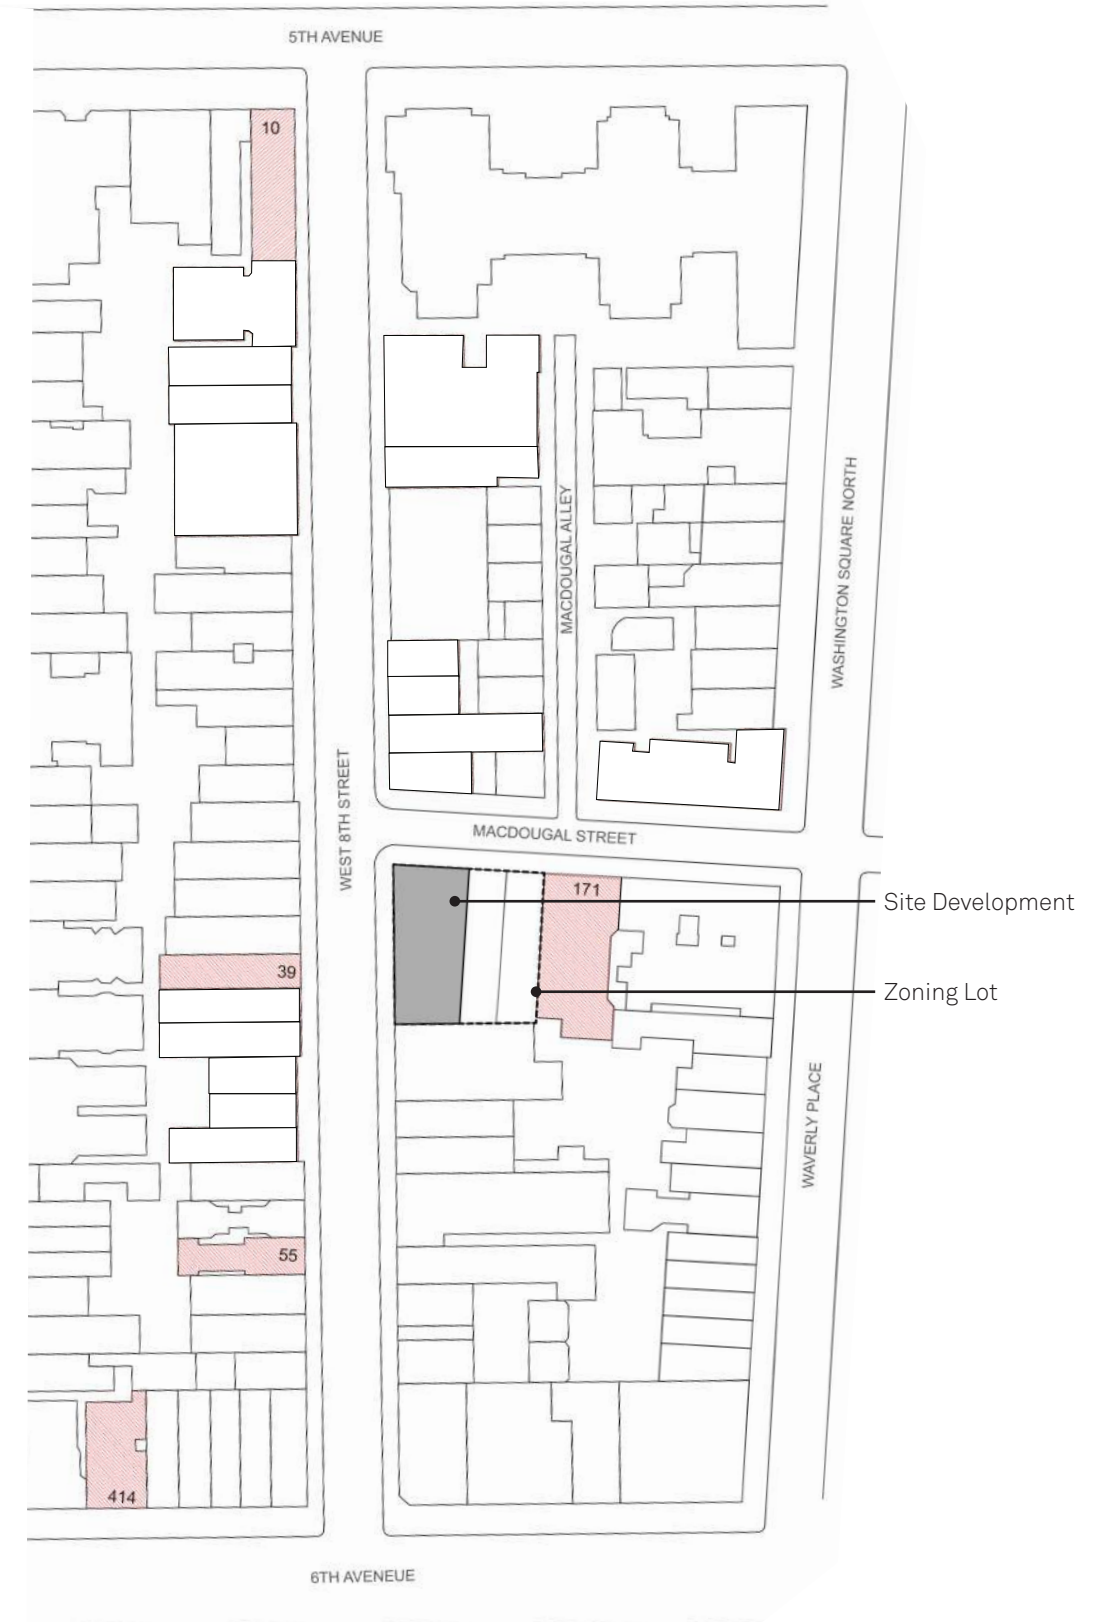 5TH AVENUE
10
MACDOUGAL ALLEY
WASHINGTON SQUARE NORTH
WEST 8TH STREET
MACDOUGAL STREET
171
Site Development
39
Zoning Lot
WAVERLY PLACE
55
414
6TH AVENEUE